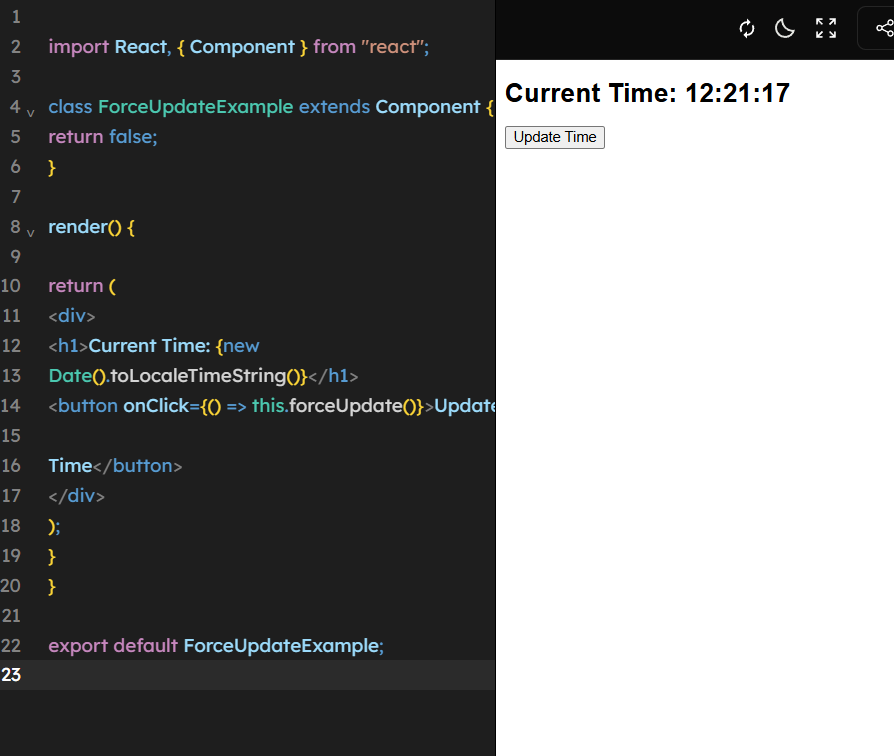 1
2 import React, { Component } from "react";
3
4 class ForceUpdateExample extends Component {
5 return false;
6 }
7
8 render() {
9
10 return (
11 <div>
12 <h1>Current Time: {new
13 Date().toLocaleTimeString()}</h1>
14 <button onClick={() => this.forceUpdate()}>Update
15
16 Time</button>
17 </div>
18 );
19 }
20 }
21
22 export default ForceUpdateExample;
23
Current Time: 12:21:17
Update Time